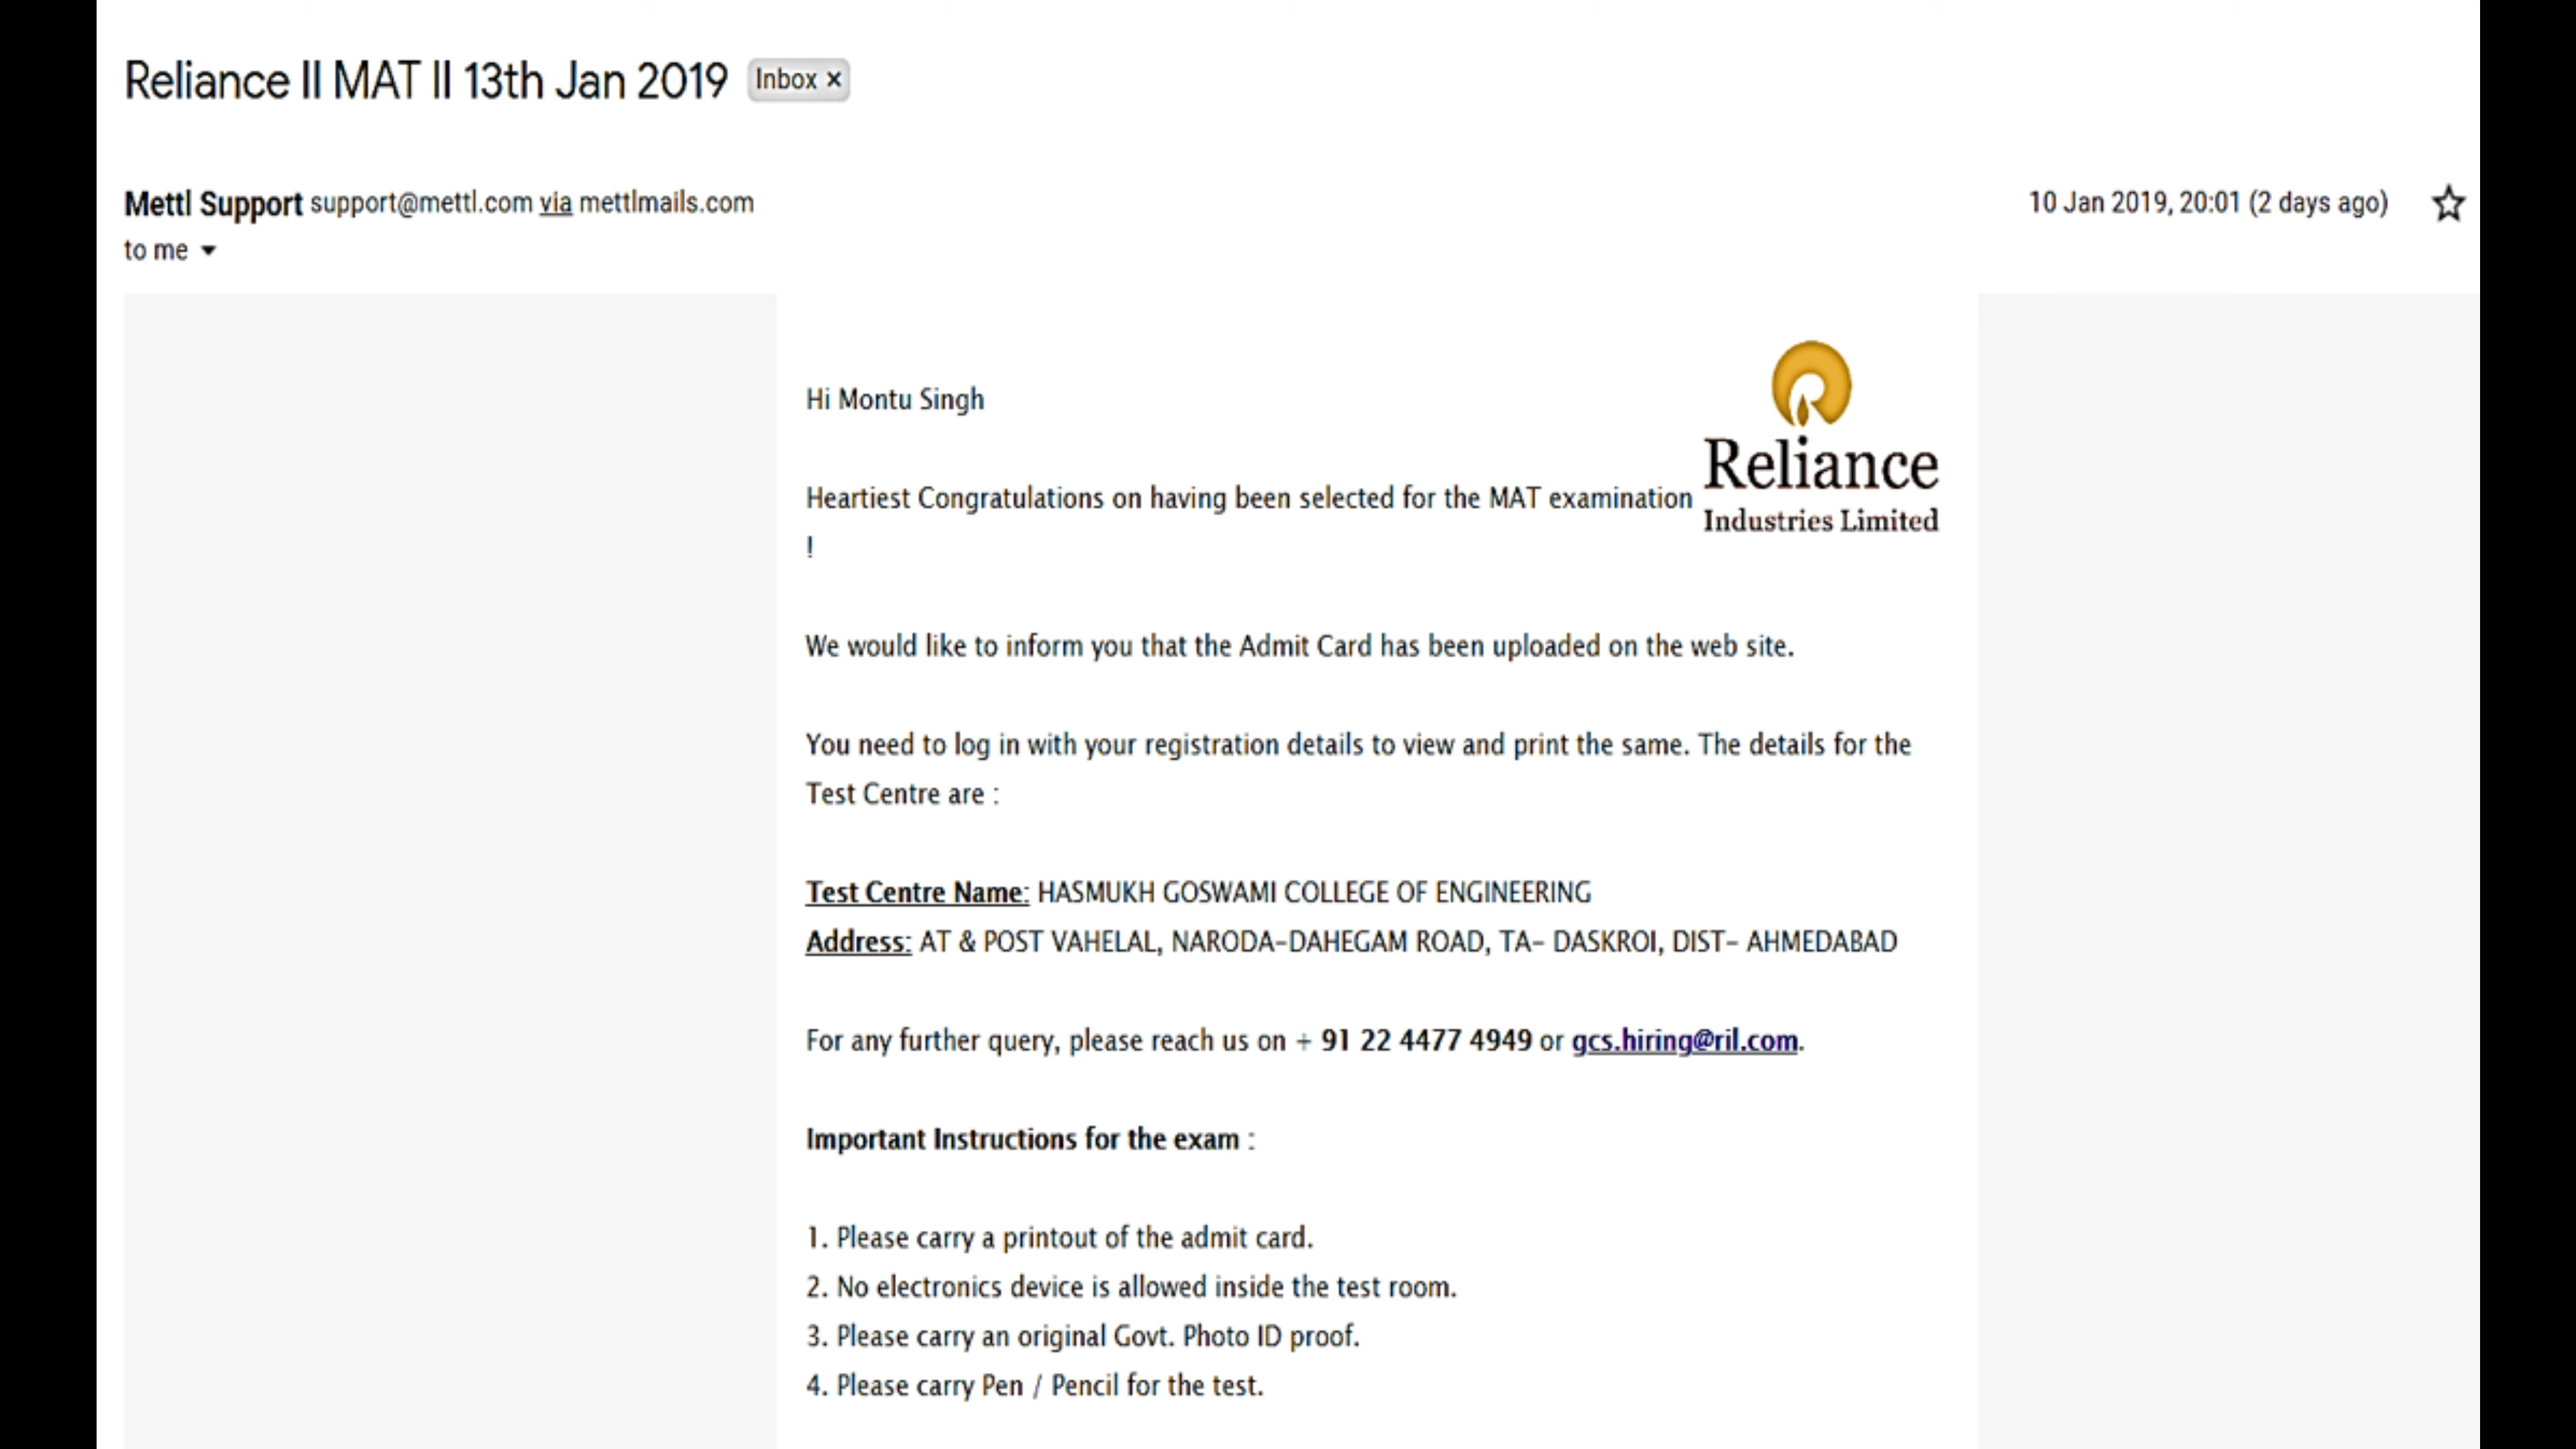 Reliance II MAT II 13th Jan 2019 Inbox ×
Mettl Support support@mettl.com via mettlmails.com 10 Jan 2019, 20:01 (2 days ago)
to me
Hi Montu Singh
Reliance
Industries Limited
Heartiest Congratulations on having been selected for the MAT examination
!
We would like to inform you that the Admit Card has been uploaded on the web site.
You need to log in with your registration details to view and print the same. The details for the
Test Centre are :
Test Centre Name: HASMUKH GOSWAMI COLLEGE OF ENGINEERING
Address: AT & POST VAHELAL, NARODA-DAHEGAM ROAD, TA- DASKROI, DIST- AHMEDABAD
For any further query, please reach us on + 91 22 4477 4949 or gcs.hiring@ril.com.
Important Instructions for the exam :
1. Please carry a printout of the admit card.
2. No electronics device is allowed inside the test room.
3. Please carry an original Govt. Photo ID proof.
4. Please carry Pen / Pencil for the test.